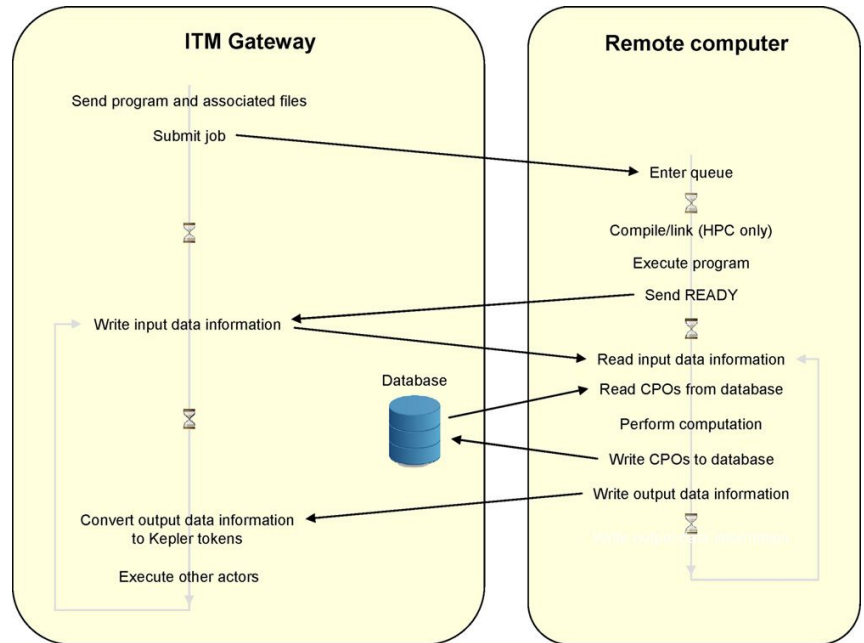 ITM Gateway
Send program and associated files
Submit job
Write input data information
Database
Convert output data information
to Kepler tokens
Execute other actors
Remote computer
Enter queue
Compile/link (HPC only)
Execute program
Send READY
Read input data information
Read CPOs from database
Perform computation
Write CPOs to database
Write output data information